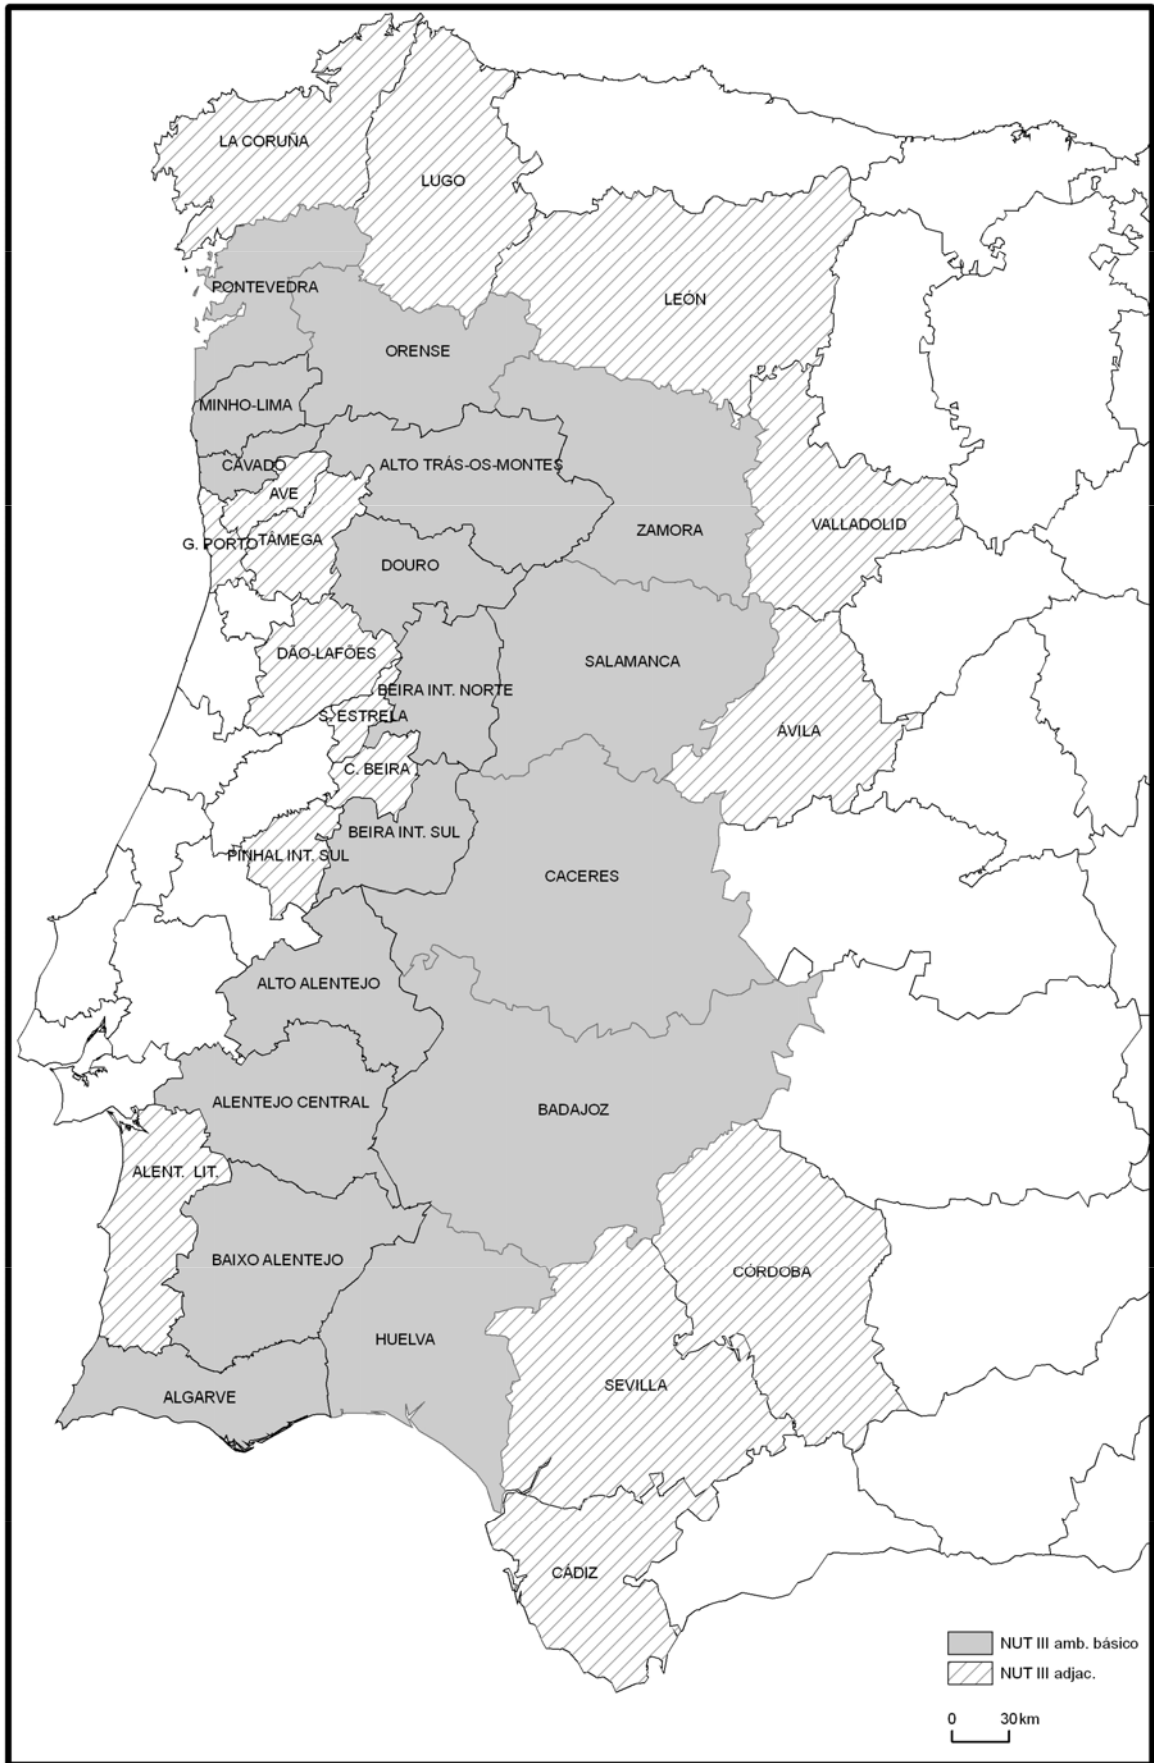 LA CORUÑA
LUGO
PONTEVEDRA
LEÓN
ORENSE
MINHO-LIMA
CÁVADO
ALTO TRÁS-OS-MONTES
AVE
ZAMORA
VALLADOLID
G. PORTO
TÂMEGA
DOURO
DÃO-LAFÕES
SALAMANCA
BEIRA INT. NORTE
S. ESTRELA
ÁVILA
C. BEIRA
BEIRA INT. SUL
PINHAL INT. SUL
CACERES
ALTO ALENTEJO
ALENTEJO CENTRAL
BADAJOZ
ALENT. LIT.
BAIXO ALENTEJO
CÓRDOBA
HUELVA
SEVILLA
ALGARVE
CÁDIZ
NUT III amb. básico
NUT III adjac.
0 30km